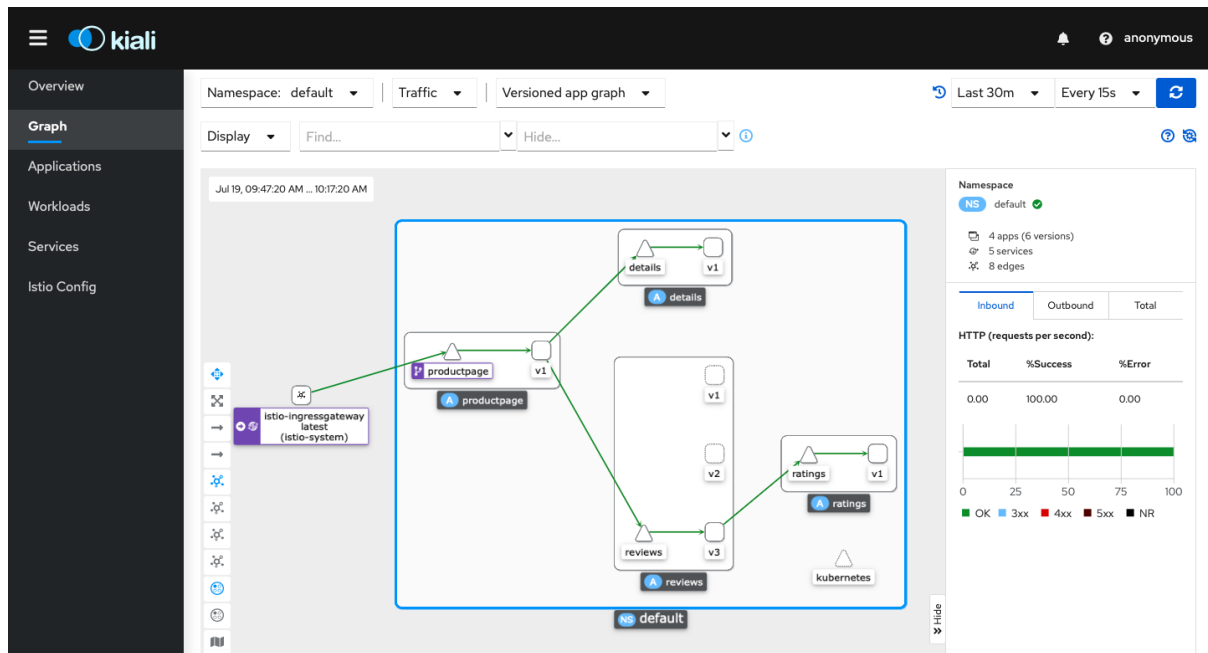 kiali
anonymous
Overview
Graph
Applications
Workloads
Services
Istio Config
Namespace: default
Traffic
Versioned app graph
Last 30m
Every 15s
Display
Find...
Hide...
Jul 19, 09:47:20 AM ... 10:17:20 AM
details
v1
A details
productpage
v1
A productpage
istio-ingressgateway
latest
(istio-system)
v1
v2
reviews
v3
A reviews
ratings
v1
A ratings
kubernetes
NS default
Hide
Namespace
NS default
4 apps (6 versions)
5 services
8 edges
Inbound Outbound Total
HTTP (requests per second):
Total %Success %Error
0.00 100.00 0.00
0 25 50 75 100
OK 3xx 4xx 5xx NR